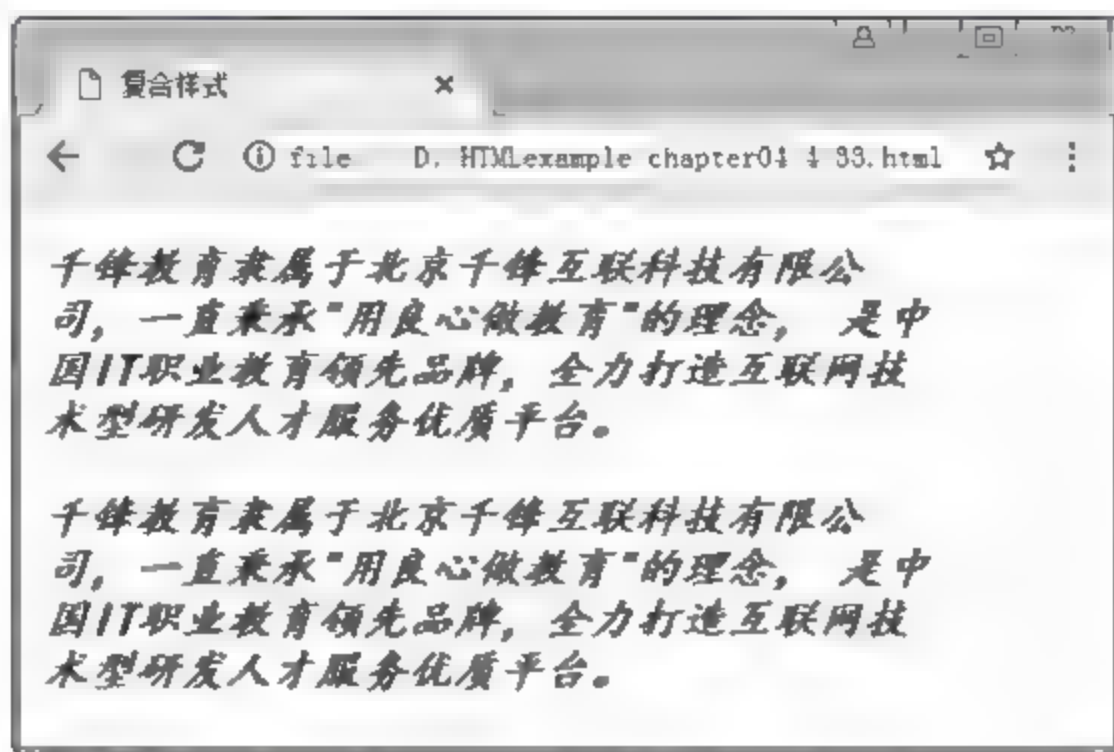 复合样式
file D. HTMLexample chapter04 4-33.html
千锋教育隶属于北京千锋互联科技有限公
司，一直秉承"用良心做教育"的理念， 是中
国IT职业教育领先品牌，全力打造互联网技
术型研发人才服务优质平台。
千锋教育隶属于北京千锋互联科技有限公
司，一直秉承"用良心做教育"的理念， 是中
国IT职业教育领先品牌，全力打造互联网技
术型研发人才服务优质平台。